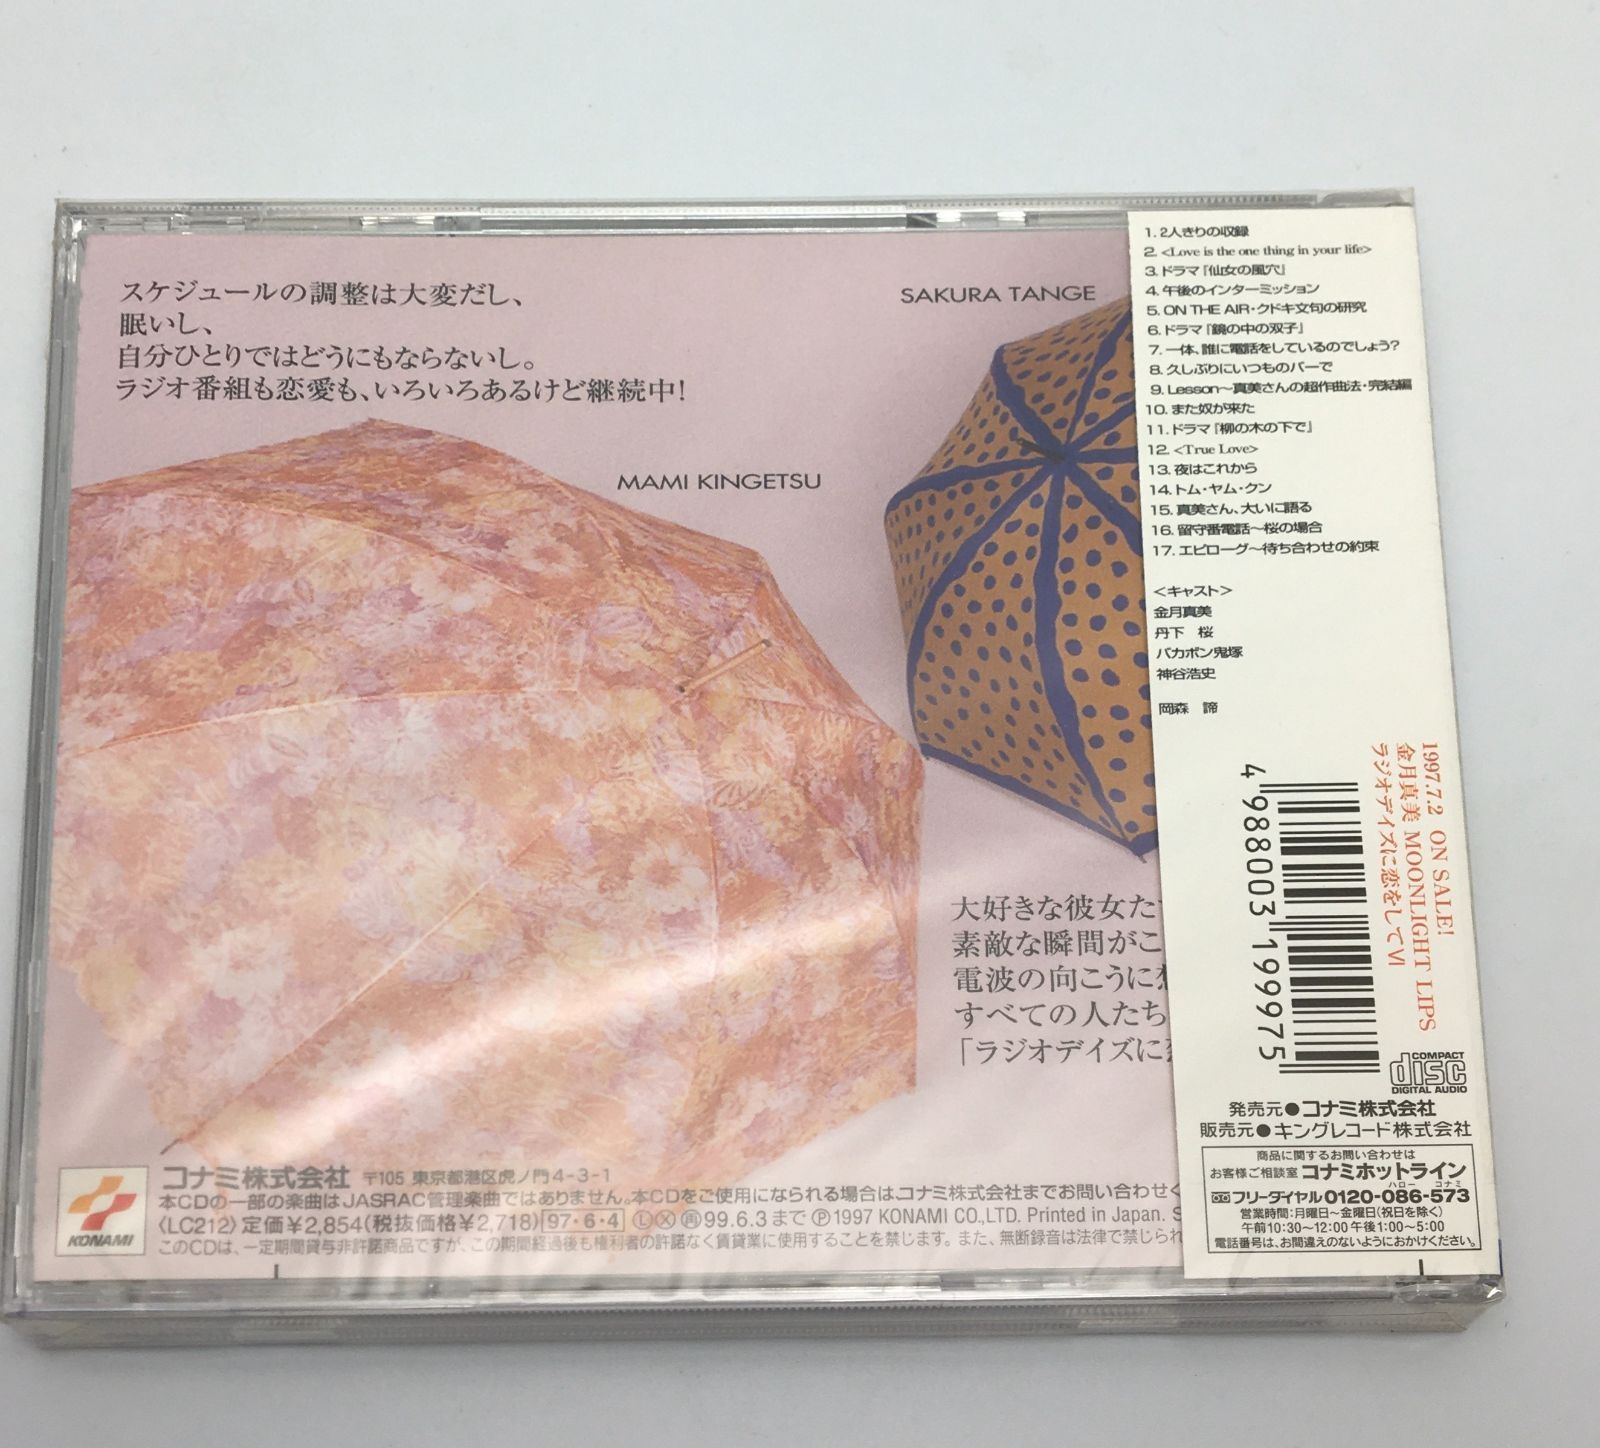 スケジュールの調整は大変だし、
眠いし、
自分ひとりではどうにもならないし。
ラジオ番組も恋愛も、いろいろあるけど継続中!
SAKURA TANGE
MAMI KINGETSU
大好きな彼女た
素敵な瞬間がこ
電波の向こうに
すべての人たち
「ラジオデイズに
KONAMI
コナミ株式会社 〒105 東京都港区虎ノ門4-3-1
本CDの一部の楽曲はJASRAC管理楽曲ではありません。本CDをご使用になられる場合はコナミ株式会社までお問い合わせく
〈LC212〉定価¥2,854(税抜価格¥2,718) 97・6・4 Ⓛ Ⓧ 再 99.6.3まで Ⓟ1997 KONAMI CO.,LTD. Printed in Japan. S
このCDは、一定期間貸与非許諾商品ですが、この期間経過後も権利者の許諾なく賃貸業に使用することを禁じます。また、無断録音は法律で禁じられ
1. 2人きりの収録
2. <Love is the one thing in your life>
3. ドラマ『仙女の風穴』
4. 午後のインターミッション
5. ON THE AIR・クドキ文句の研究
6. ドラマ『鏡の中の双子』
7. 一体、誰に電話をしているのでしょう?
8. 久しぶりにいつものバーで
9. Lesson〜真美さんの超作曲法・完結編
10. また奴が来た
11. ドラマ『柳の木の下で』
12. <True Love>
13. 夜はこれから
14. トム・ヤム・クン
15. 真美さん、大いに語る
16. 留守番電話〜桜の場合
17. エピローグ〜待ち合わせの約束
<キャスト>
金月真美
丹下 桜
バカボン鬼塚
神谷浩史
岡森 諦
1997.7.2 ON SALE!
金月真美 MOONLIGHT LIPS
ラジオデイズに恋をしてVI
4 988003 199975
COMPACT
disc
DIGITAL AUDIO
発売元●コナミ株式会社
販売元●キングレコード株式会社
商品に関するお問い合わせは
お客様ご相談室 コナミホットライン
ハロー コナミ
フリーダイヤル0120-086-573
営業時間:月曜日〜金曜日(祝日を除く)
午前10:30〜12:00 午後1:00〜5:00
電話番号は、お間違えのないようにおかけください。